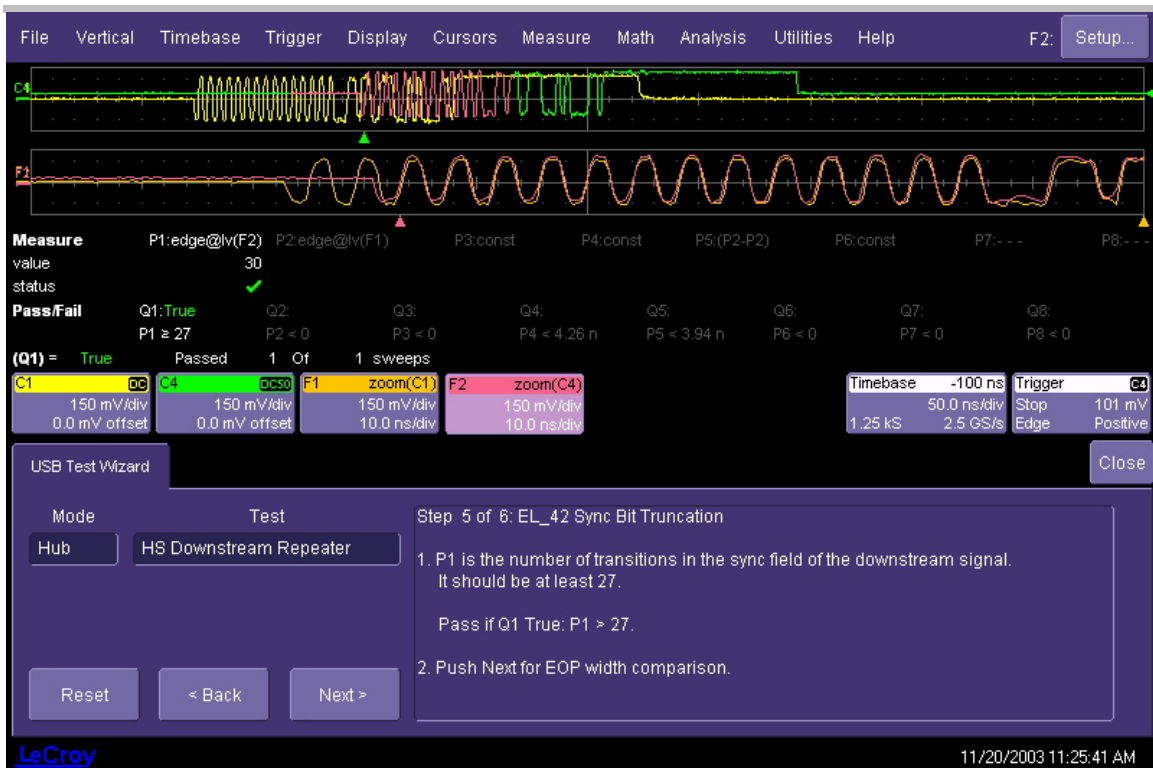 File Vertical Timebase Trigger Display Cursors Measure Math Analysis Utilities Help F2: Setup...
C4
F1
Measure P1:edge@lv(F2) P2:edge@lv(F1) P3:const P4:const P5:(P2-P2) P6:const P7:- - - P8:- - -
value 30
status
Pass/Fail Q1:True Q2: Q3: Q4: Q5: Q6: Q7: Q8:
P1 ≥ 27 P2 < 0 P3 < 0 P4 < 4.26 n P5 < 3.94 n P6 < 0 P7 < 0 P8 < 0
(Q1) = True Passed 1 Of 1 sweeps
C1 DC C4 DC50 F1 zoom(C1) F2 zoom(C4) Timebase -100 ns Trigger C4
150 mV/div 150 mV/div 150 mV/div 150 mV/div 50.0 ns/div Stop 101 mV
0.0 mV offset 0.0 mV offset 10.0 ns/div 10.0 ns/div 1.25 kS 2.5 GS/s Edge Positive
USB Test Wizard Close
Mode Test Step 5 of 6: EL_42 Sync Bit Truncation
Hub HS Downstream Repeater
1. P1 is the number of transitions in the sync field of the downstream signal.
It should be at least 27.
Pass if Q1 True: P1 > 27.
2. Push Next for EOP width comparison.
Reset < Back Next >
LeCroy 11/20/2003 11:25:41 AM